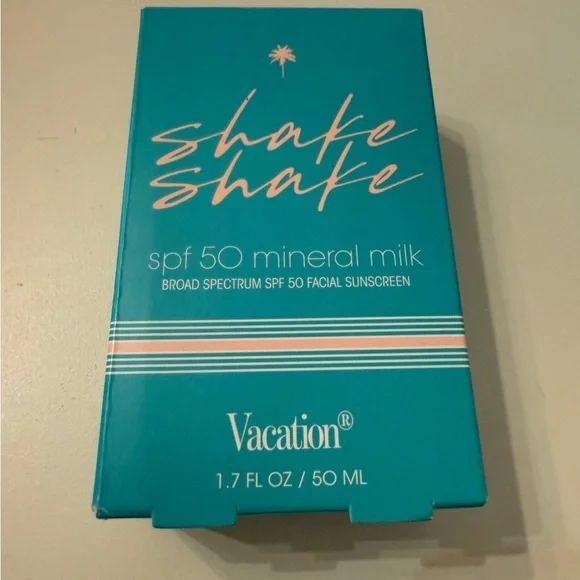 shake
shake
spf 50 mineral milk
BROAD SPECTRUM SPF 50 FACIAL SUNSCREEN
Vacation®
1.7 FL OZ / 50 ML